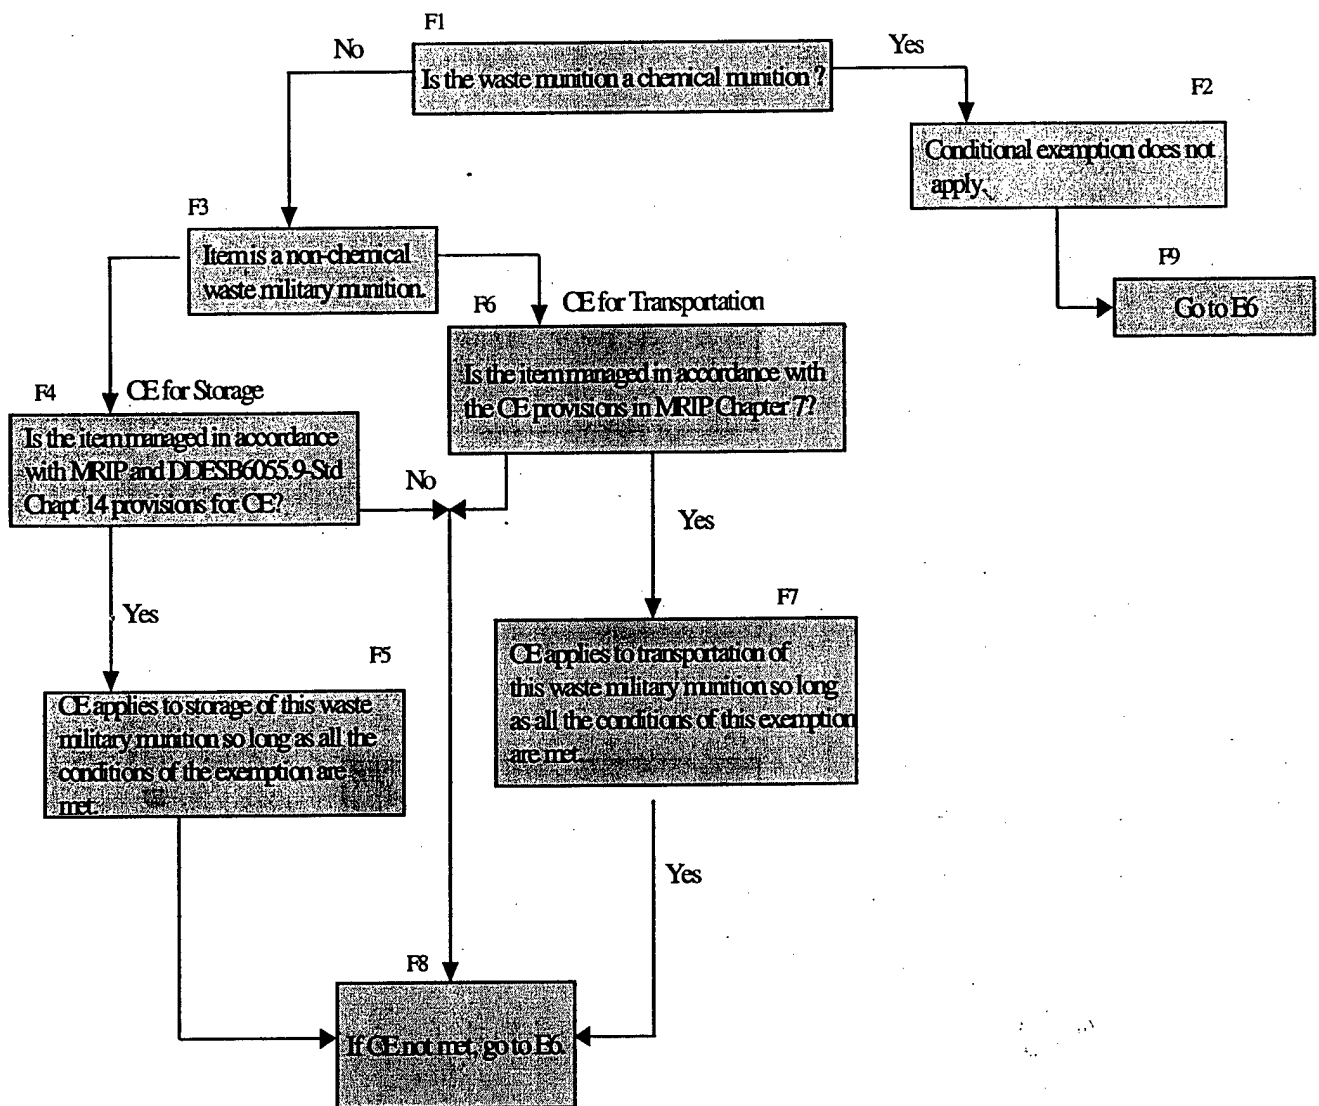 F1
No
Yes
Is the waste munition a chemical munition ?
F2
Conditional exemption does not
apply.
F3
Item is a non-chemical
waste military munition.
F9
Go to E6
F6
CE for Transportation
Is the item managed in accordance with
the CE provisions in MRIP Chapter 7?
F4
CE for Storage
Is the item managed in accordance
with MRIP and DDESB6055.9-Std
Chapt 14 provisions for CE?
No
Yes
Yes
F7
CE applies to transportation of
this waste military munition so long
as all the conditions of this exemption
are met.
F5
CE applies to storage of this waste
military munition so long as all the
conditions of the exemption are
met.
Yes
F8
If CE not met, go to E6.